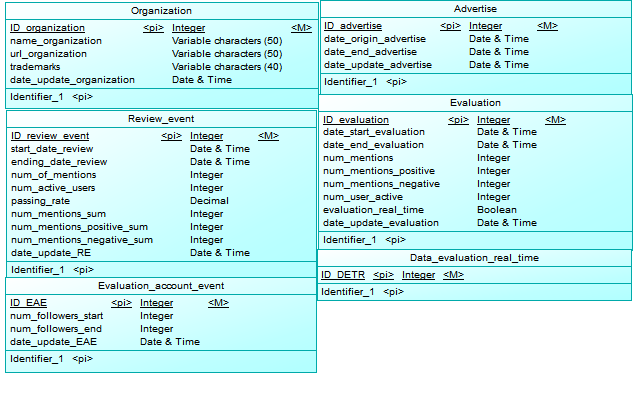 Organization
ID_organization <pi> Integer <M>
name_organization Variable characters (50)
url_organization Variable characters (50)
trademarks Variable characters (40)
date_update_organization Date & Time
Identifier_1 <pi>
Advertise
ID_advertise <pi> Integer <M>
date_origin_advertise Date & Time
date_end_advertise Date & Time
date_update_advertise Date & Time
Identifier_1 <pi>
Review_event
ID_review_event <pi> Integer <M>
start_date_review Date & Time
ending_date_review Date & Time
num_of_mentions Integer
num_active_users Integer
passing_rate Decimal
num_mentions_sum Integer
num_mentions_positive_sum Integer
num_mentions_negative_sum Integer
date_update_RE Date & Time
Identifier_1 <pi>
Evaluation
ID_evaluation <pi> Integer <M>
date_start_evaluation Date & Time
date_end_evaluation Date & Time
num_mentions Integer
num_mentions_positive Integer
num_mentions_negative Integer
num_user_active Integer
evaluation_real_time Boolean
date_update_evaluation Date & Time
Identifier_1 <pi>
Evaluation_account_event
ID_EAE <pi> Integer <M>
num_followers_start Integer
num_followers_end Integer
date_update_EAE Date & Time
Identifier_1 <pi>
Data_evaluation_real_time
ID_DETR <pi> Integer <M>
Identifier_1 <pi>